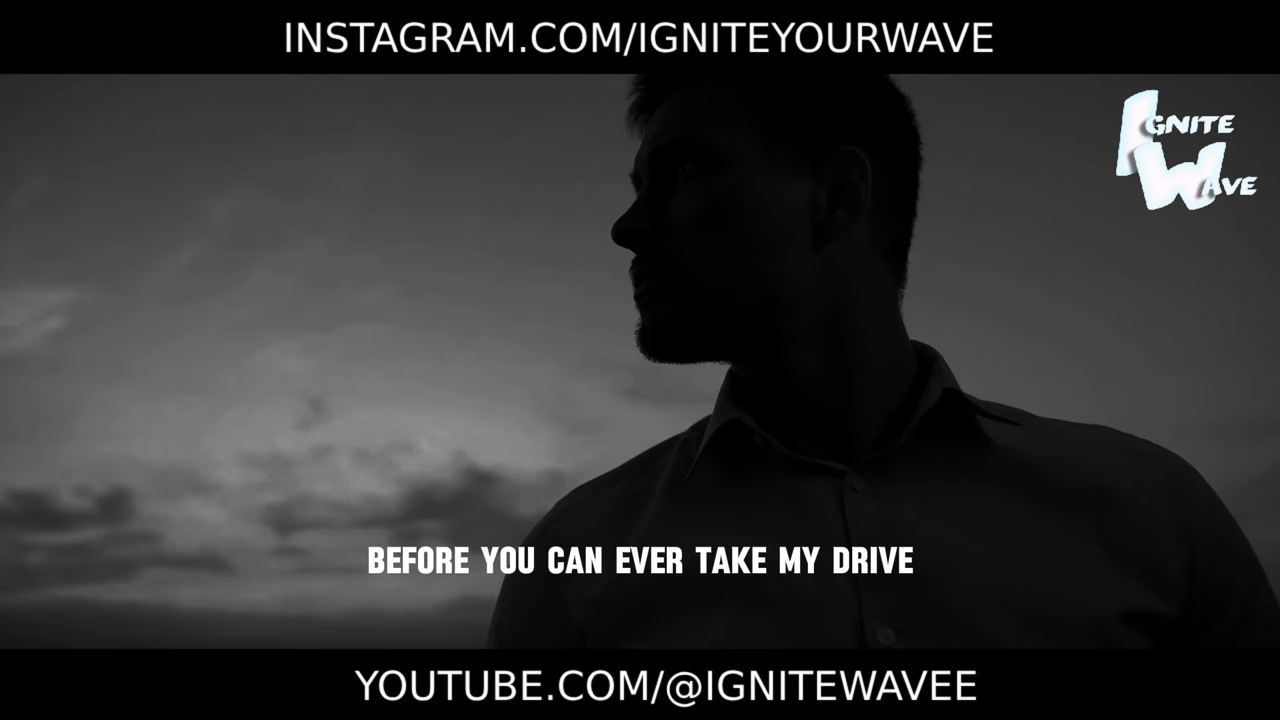 INSTAGRAM.COM/IGNITEYOURWAVE
IGNITE
WAVE
BEFORE YOU CAN EVER TAKE MY DRIVE
YOUTUBE.COM/@IGNITEWAVEE